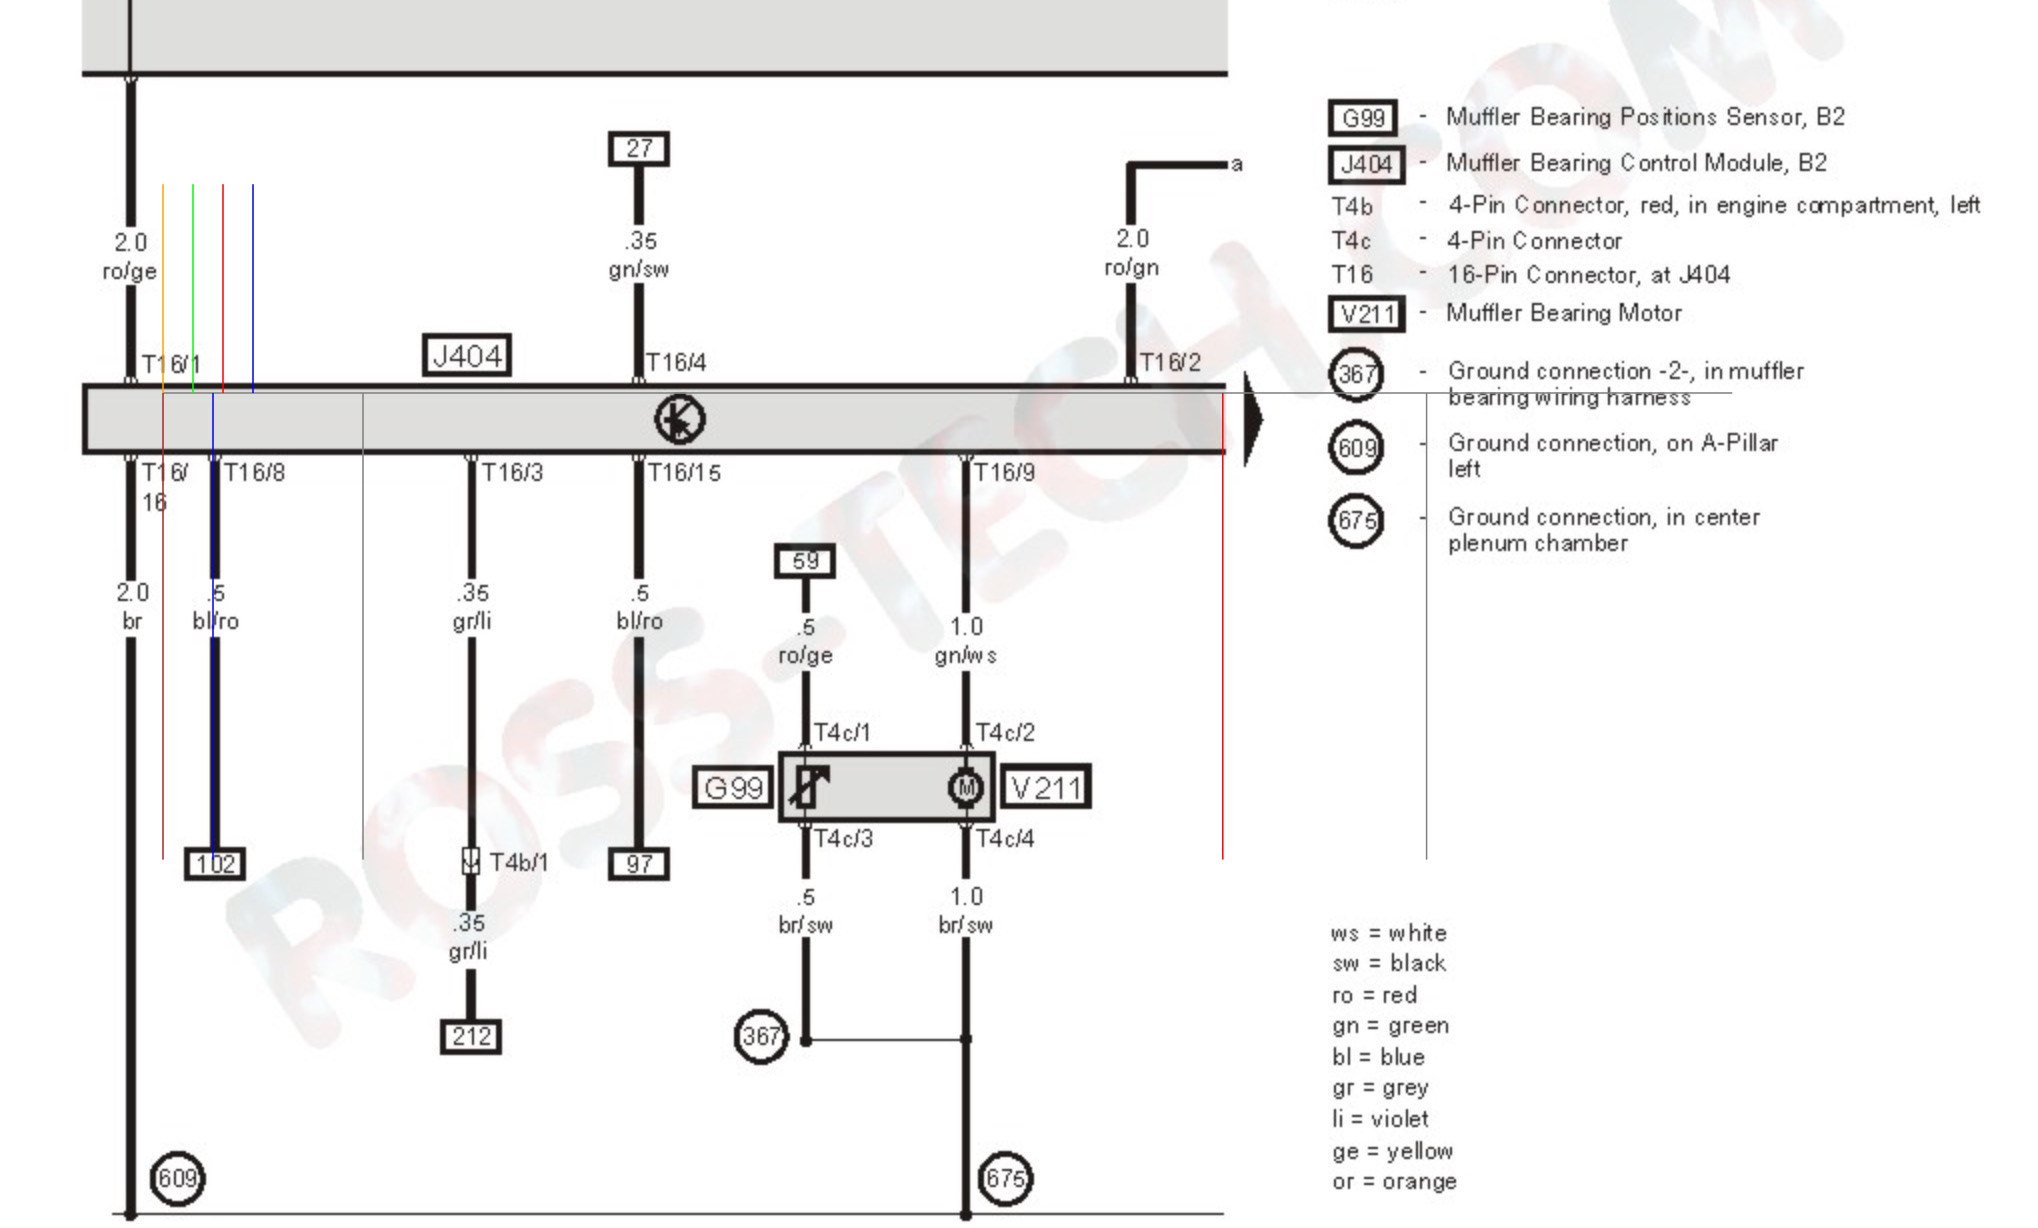 27
a
2.0
ro/ge
.35
gn/sw
2.0
ro/gn
T16/1
J404
T16/4
T16/2
T16/
16
T16/8
T16/3
T16/15
T16/9
59
2.0
br
.5
bl/ro
.35
gr/li
.5
bl/ro
.5
ro/ge
1.0
gn/ws
T4c/1
T4c/2
G99
M
V211
T4c/3
T4c/4
102
T4b/1
97
.35
gr/li
.5
br/sw
1.0
br/sw
212
367
609
675
G99 - Muffler Bearing Positions Sensor, B2
J404 - Muffler Bearing Control Module, B2
T4b - 4-Pin Connector, red, in engine compartment, left
T4c - 4-Pin Connector
T16 - 16-Pin Connector, at J404
V211 - Muffler Bearing Motor
367 - Ground connection -2-, in muffler
bearing wiring harness
609 - Ground connection, on A-Pillar
left
675 - Ground connection, in center
plenum chamber
ws = white
sw = black
ro = red
gn = green
bl = blue
gr = grey
li = violet
ge = yellow
or = orange
ROSS-TECH.COM